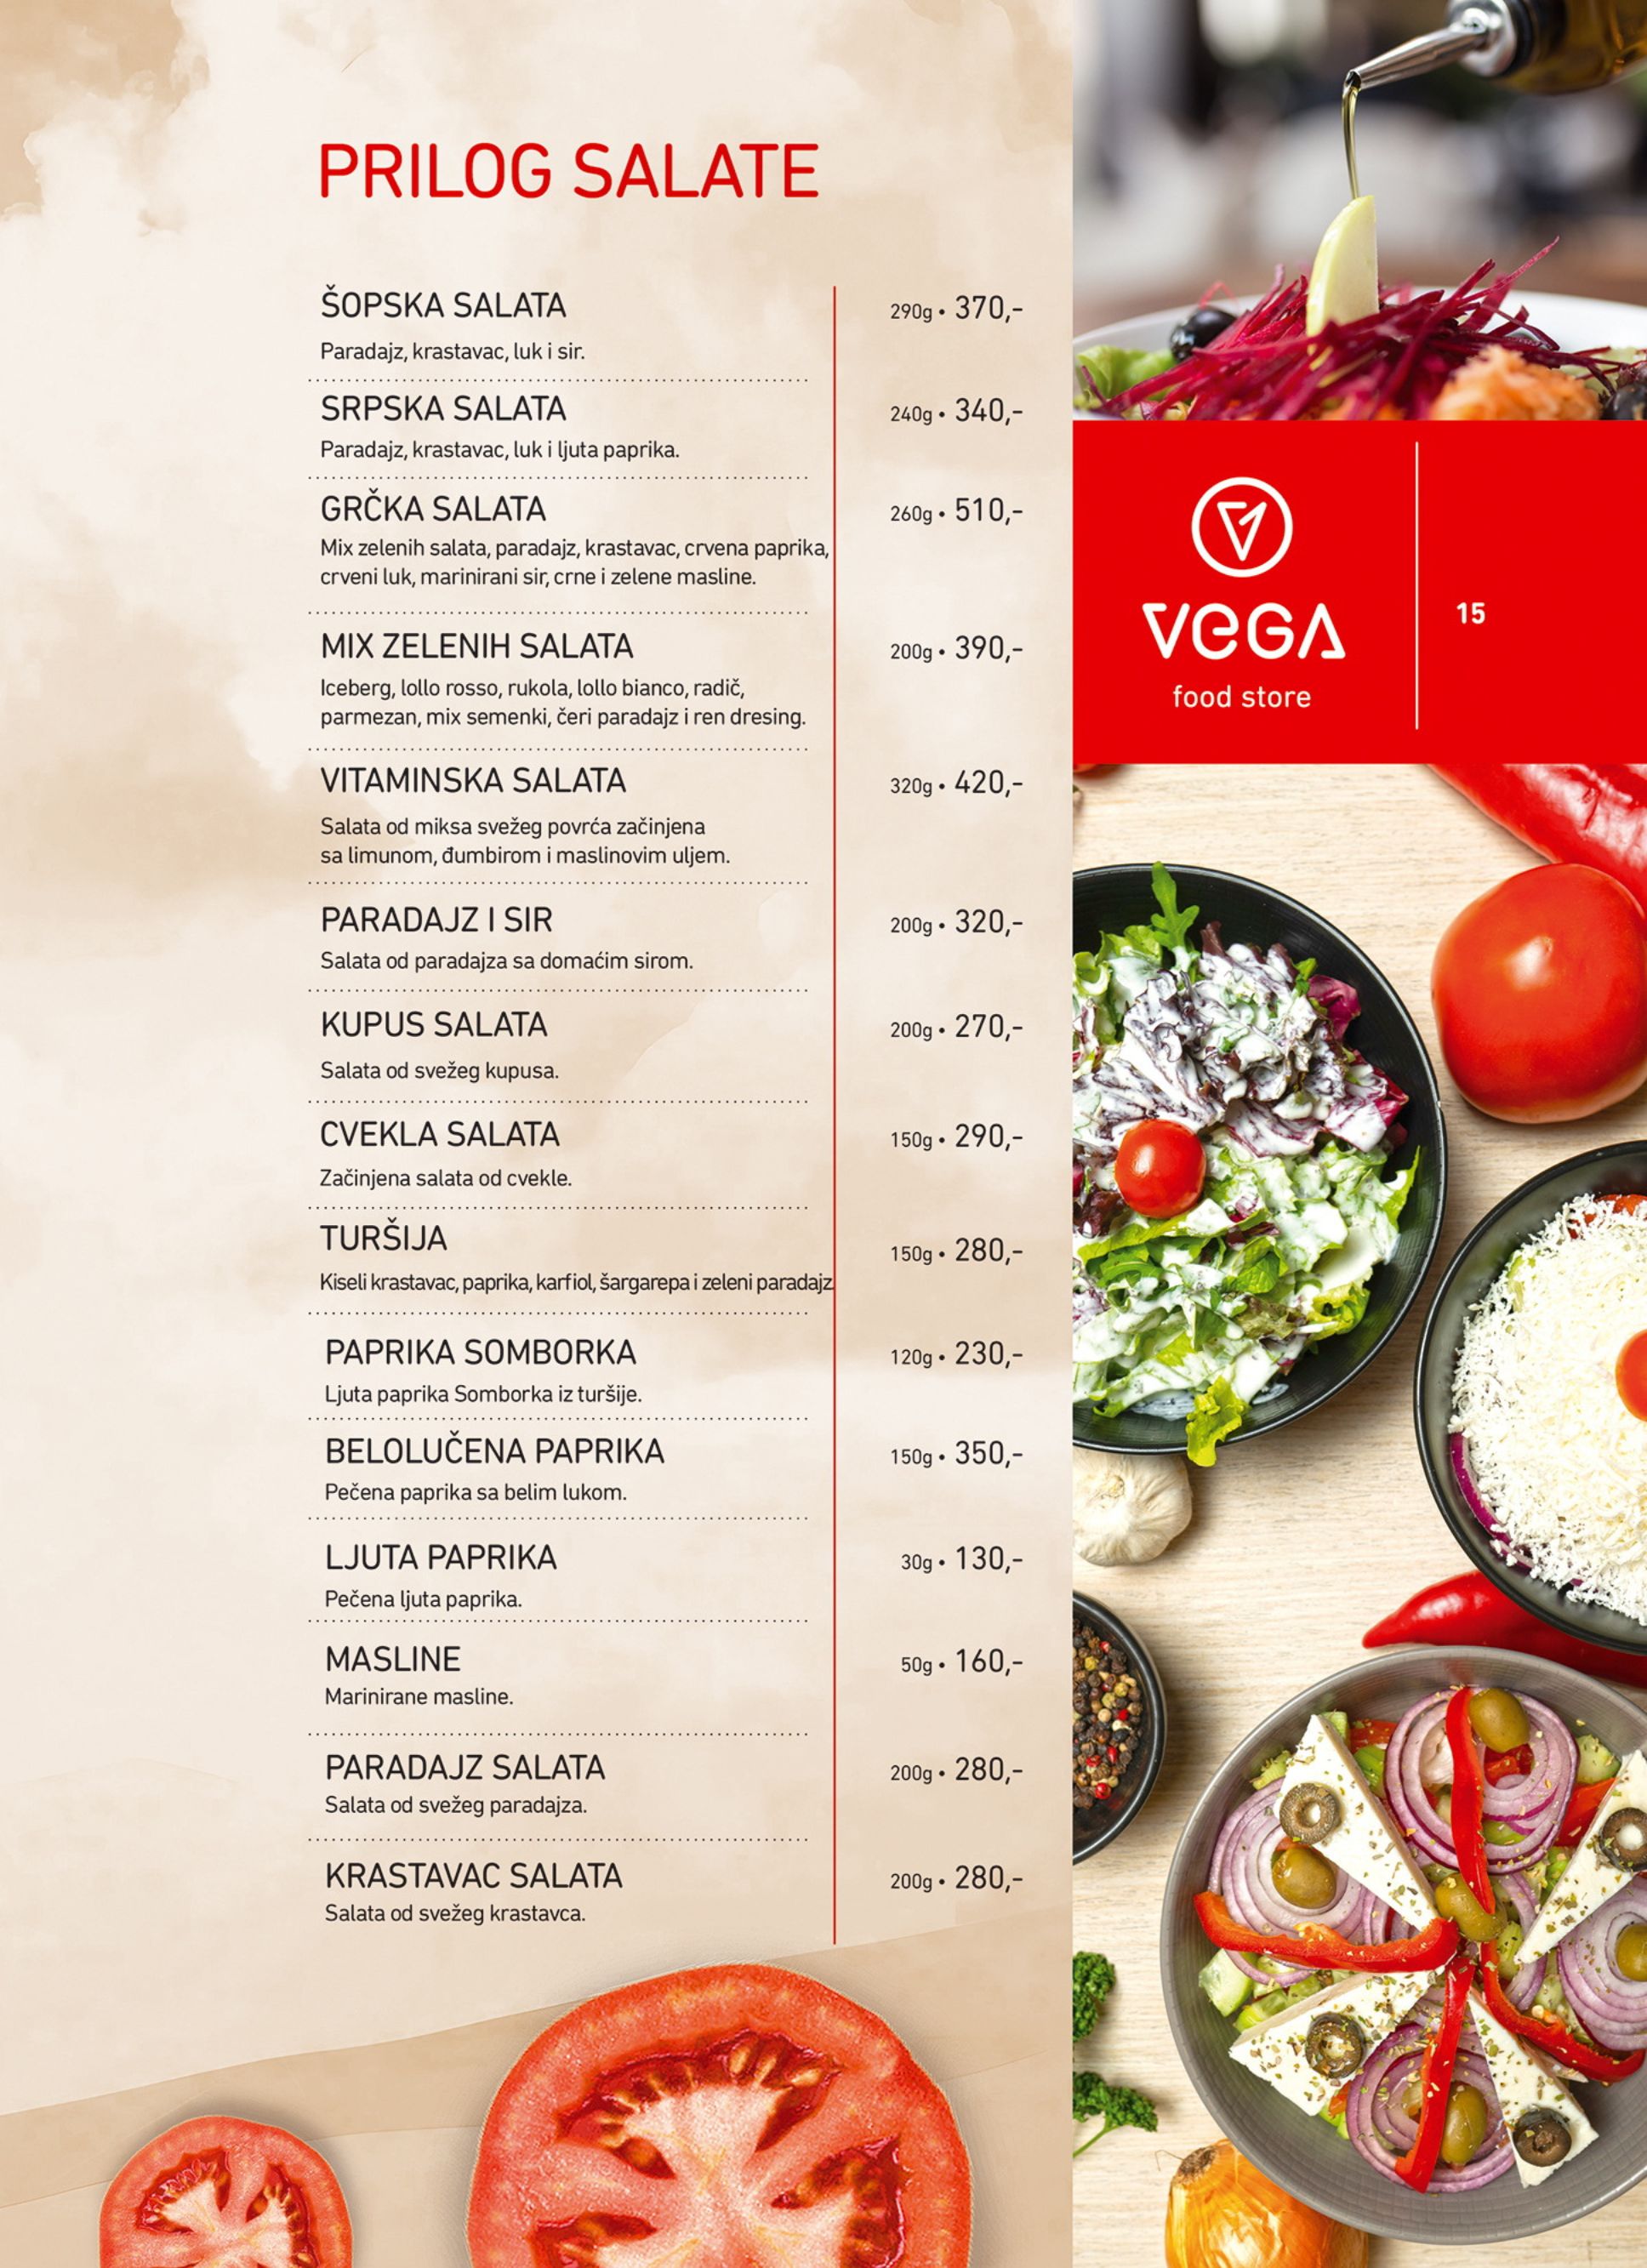 PRILOG SALATE
ŠOPSKA SALATA
290g • 370,-
Paradajz, krastavac, luk i sir.
SRPSKA SALATA
240g • 340,-
Paradajz, krastavac, luk i ljuta paprika.
GRČKA SALATA
260g • 510,-
Mix zelenih salata, paradajz, krastavac, crvena paprika,
crveni luk, marinirani sir, crne i zelene masline.
MIX ZELENIH SALATA
200g • 390,-
Iceberg, lollo rosso, rukola, lollo bianco, radič,
parmezan, mix semenki, čeri paradajz i ren dresing.
VITAMINSKA SALATA
320g • 420,-
Salata od miksa svežeg povrća začinjena
sa limunom, đumbirom i maslinovim uljem.
PARADAJZ I SIR
200g • 320,-
Salata od paradajza sa domaćim sirom.
KUPUS SALATA
200g • 270,-
Salata od svežeg kupusa.
CVEKLA SALATA
150g • 290,-
Začinjena salata od cvekle.
TURŠIJA
150g • 280,-
Kiseli krastavac, paprika, karfiol, šargarepa i zeleni paradajz.
PAPRIKA SOMBORKA
120g • 230,-
Ljuta paprika Somborka iz turšije.
BELOLUČENA PAPRIKA
150g • 350,-
Pečena paprika sa belim lukom.
LJUTA PAPRIKA
30g • 130,-
Pečena ljuta paprika.
MASLINE
50g • 160,-
Marinirane masline.
PARADAJZ SALATA
200g • 280,-
Salata od svežeg paradajza.
KRASTAVAC SALATA
200g • 280,-
Salata od svežeg krastavca.
VeGA
food store
15